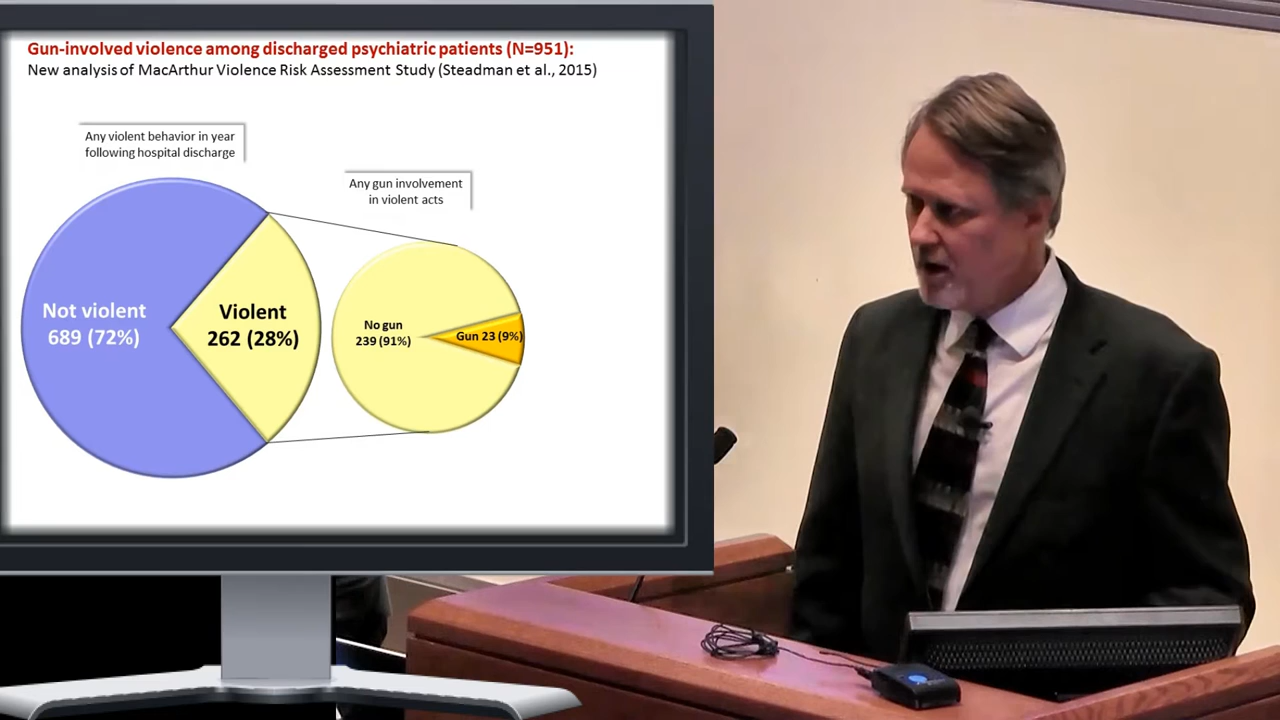 Gun-involved violence among discharged psychiatric patients (N=951):
New analysis of MacArthur Violence Risk Assessment Study (Steadman et al., 2015)
Any violent behavior in year
following hospital discharge
Any gun involvement
in violent acts
Not violent
689 (72%)
Violent
262 (28%)
No gun
239 (91%)
Gun 23 (9%)